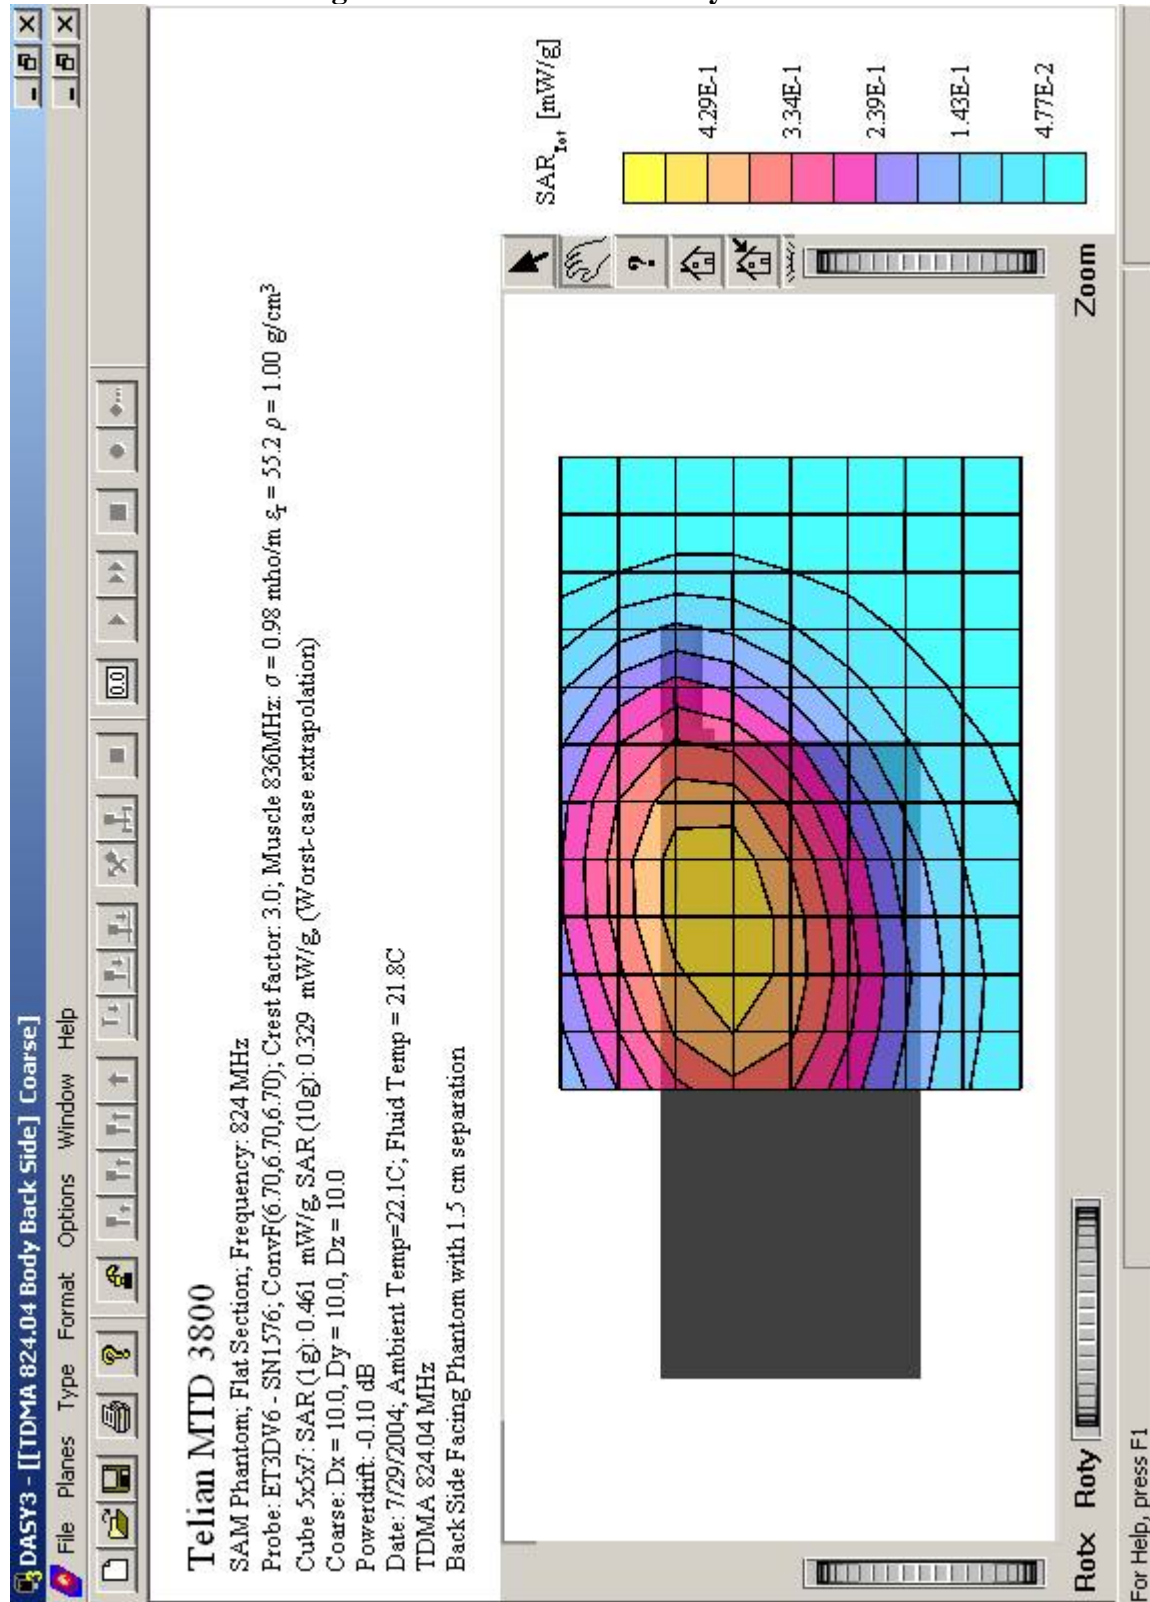 DASY3 - [[TDMA 824.04 Body Back Side] Coarse]
File Planes Type Format Options Window Help
0.0
Telian MTD 3800
SAM Phantom; Flat Section; Frequency: 824 MHz
Probe: ET3DV6 - SN1576; ConvF(6.70,6.70,6.70); Crest factor: 3.0; Muscle 836MHz: σ = 0.98 mho/m εr = 55.2 ρ = 1.00 g/cm³
Cube 5x5x7: SAR (1g): 0.461 mW/g, SAR (10g): 0.329 mW/g, (Worst-case extrapolation)
Coarse: Dx = 10.0, Dy = 10.0, Dz = 10.0
Powerdrift: -0.10 dB
Date: 7/29/2004; Ambient Temp=22.1C; Fluid Temp = 21.8C
TDMA 824.04 MHz
Back Side Facing Phantom with 1.5 cm separation
SAR Tot [mW/g]
4.29E-1
3.34E-1
2.39E-1
1.43E-1
4.77E-2
Rotx Roty Zoom
For Help, press F1